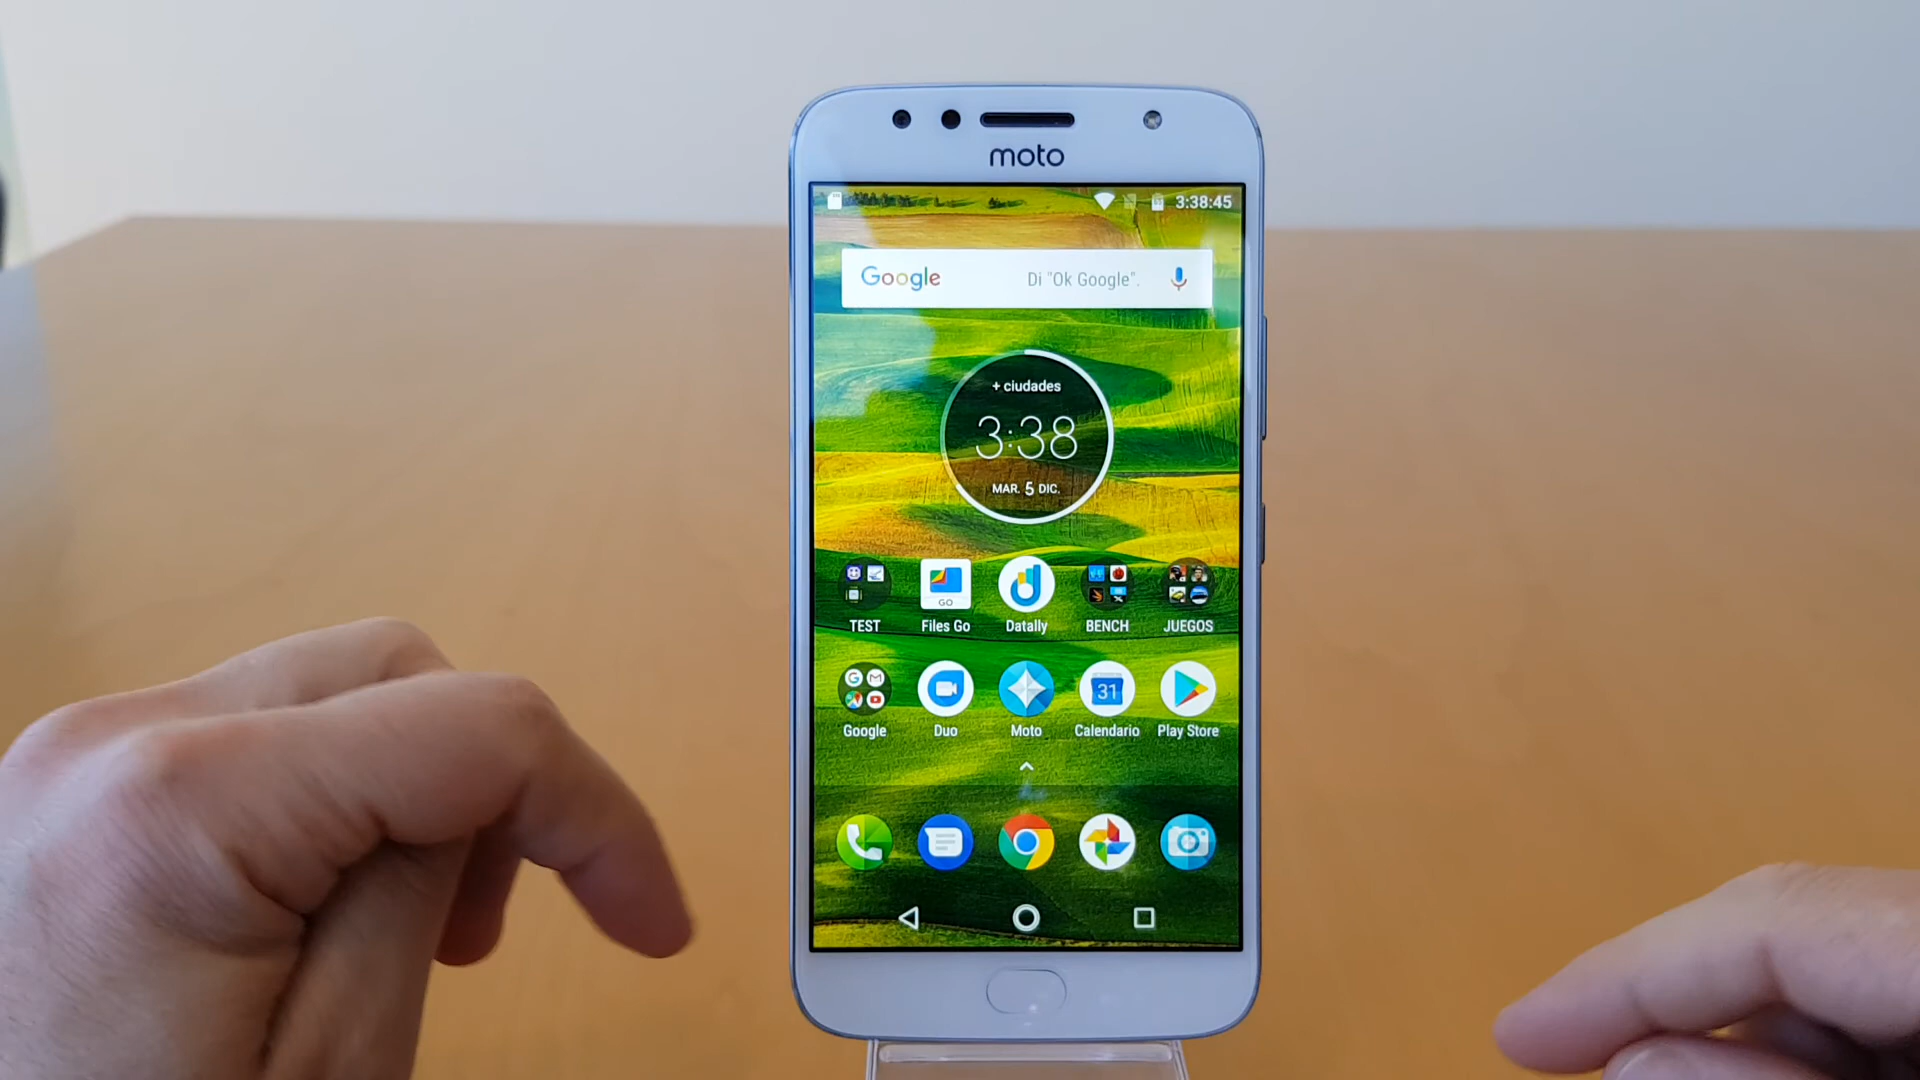 moto
3:38:45
Google Di "Ok Google".
+ ciudades
3:38
MAR. 5 DIC.
GO
TEST Files Go Datally BENCH JUEGOS
31
Google Duo Moto Calendario Play Store